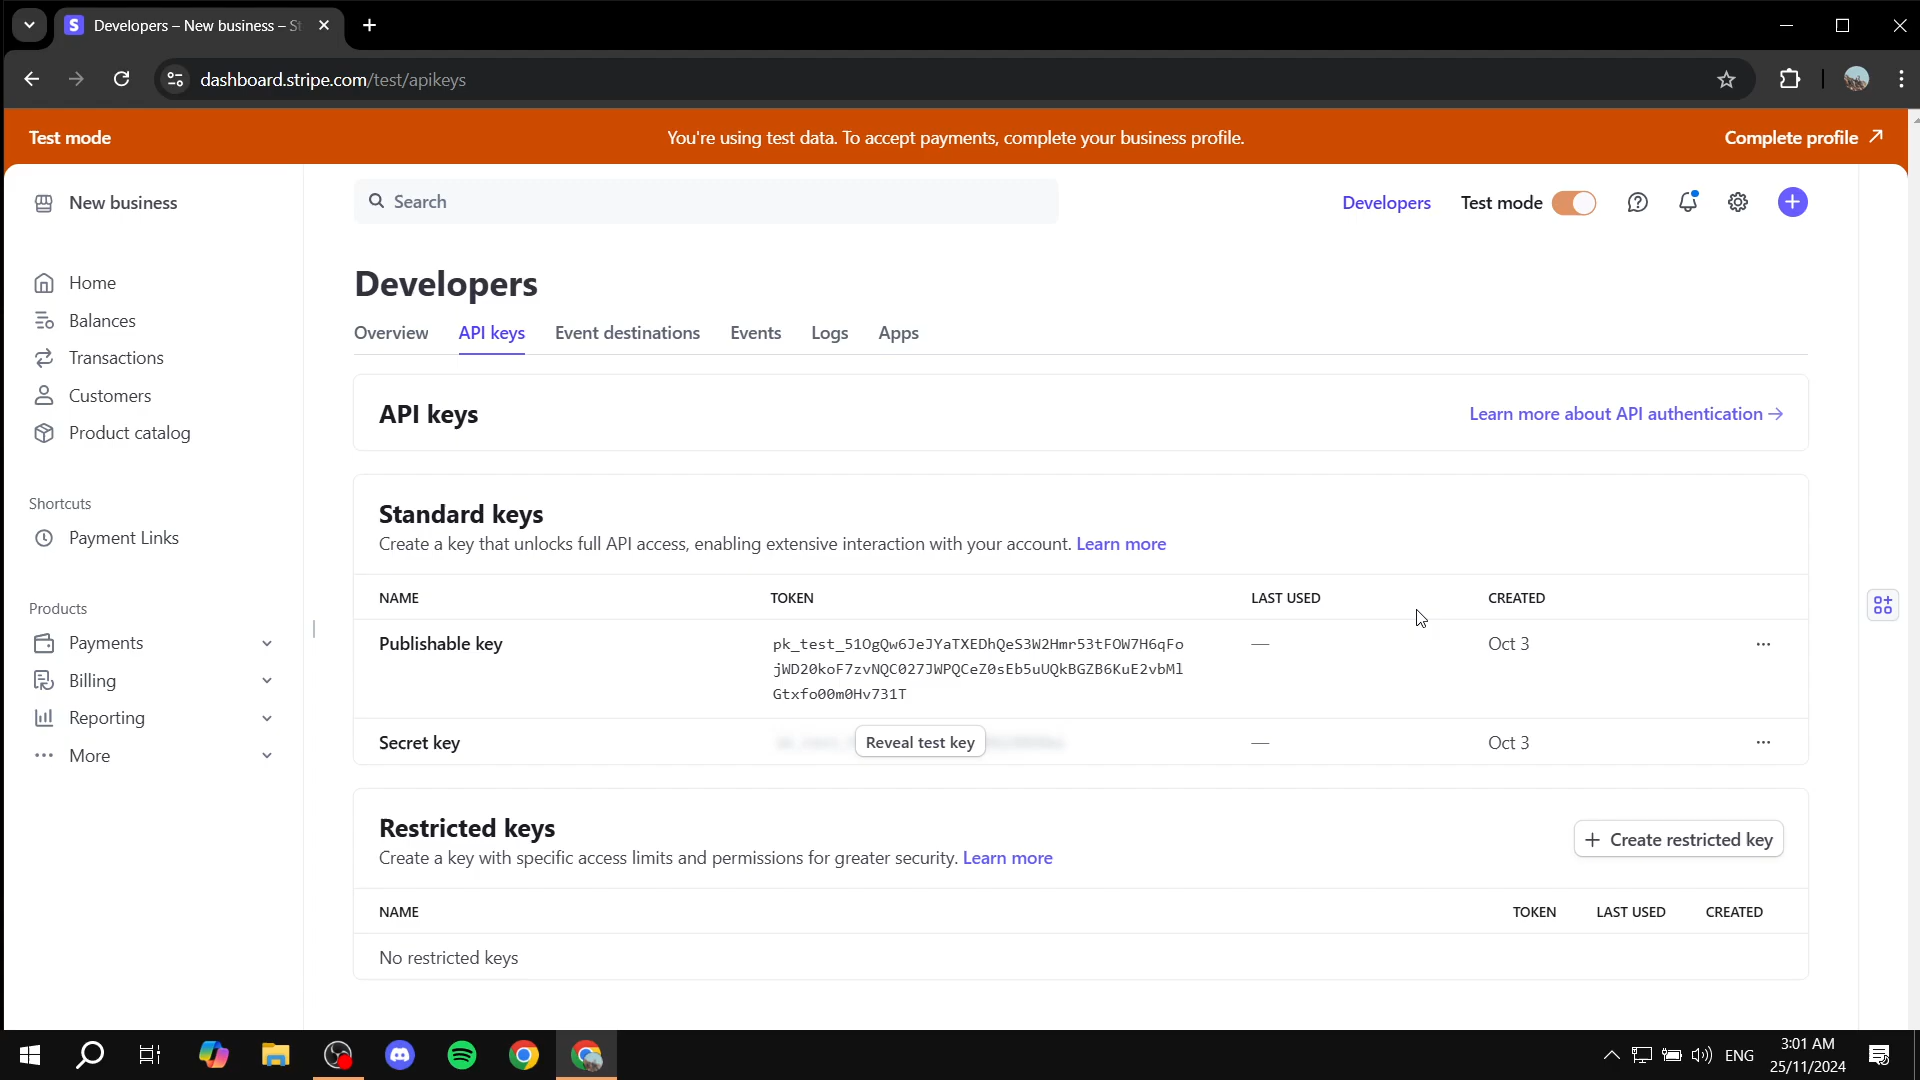 Developers – New business – St
dashboard.stripe.com/test/apikeys
Test mode
You're using test data. To accept payments, complete your business profile.
Complete profile
New business
Search
Developers
Test mode
Home
Balances
Transactions
Customers
Product catalog
Shortcuts
Payment Links
Products
Payments
Billing
Reporting
More
Developers
Overview
API keys
Event destinations
Events
Logs
Apps
API keys
Learn more about API authentication
Standard keys
Create a key that unlocks full API access, enabling extensive interaction with your account. Learn more
NAME
TOKEN
LAST USED
CREATED
Publishable key
pk_test_51OgQw6JeJYaTXEDhQeS3W2Hmr53tFOW7H6qFo
jWD20koF7zvNQC027JWPQCeZ0sEb5uUQkBGZB6KuE2vbMl
Gtxfo00m0Hv731T
—
Oct 3
Secret key
Reveal test key
—
Oct 3
Restricted keys
Create a key with specific access limits and permissions for greater security. Learn more
Create restricted key
NAME
TOKEN
LAST USED
CREATED
No restricted keys
ENG
3:01 AM
25/11/2024